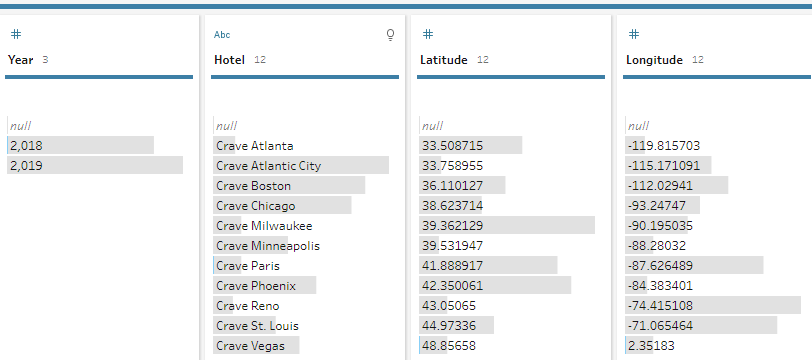 # Abc # #
Year 3 Hotel 12 Latitude 12 Longitude 12
null null null null
2,018 Crave Atlanta 33.508715 -119.815703
2,019 Crave Atlantic City 33.758955 -115.171091
Crave Boston 36.110127 -112.02941
Crave Chicago 38.623714 -93.24747
Crave Milwaukee 39.362129 -90.195035
Crave Minneapolis 39.531947 -88.28032
Crave Paris 41.888917 -87.626489
Crave Phoenix 42.350061 -84.383401
Crave Reno 43.05065 -74.415108
Crave St. Louis 44.97336 -71.065464
Crave Vegas 48.85658 2.35183